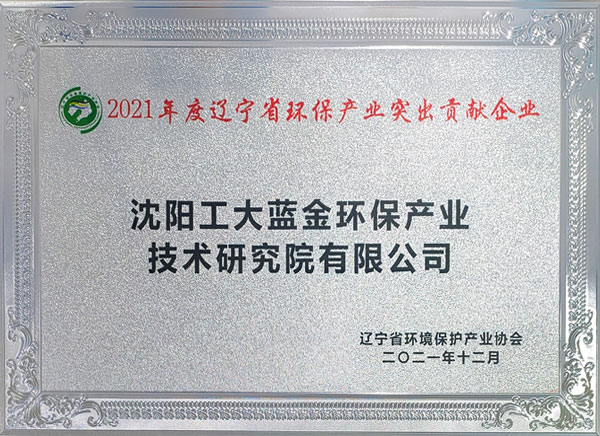 2021年度辽宁省环保产业突出贡献企业
沈阳工大蓝金环保产业
技术研究院有限公司
辽宁省环境保护产业协会
二〇二一年十二月